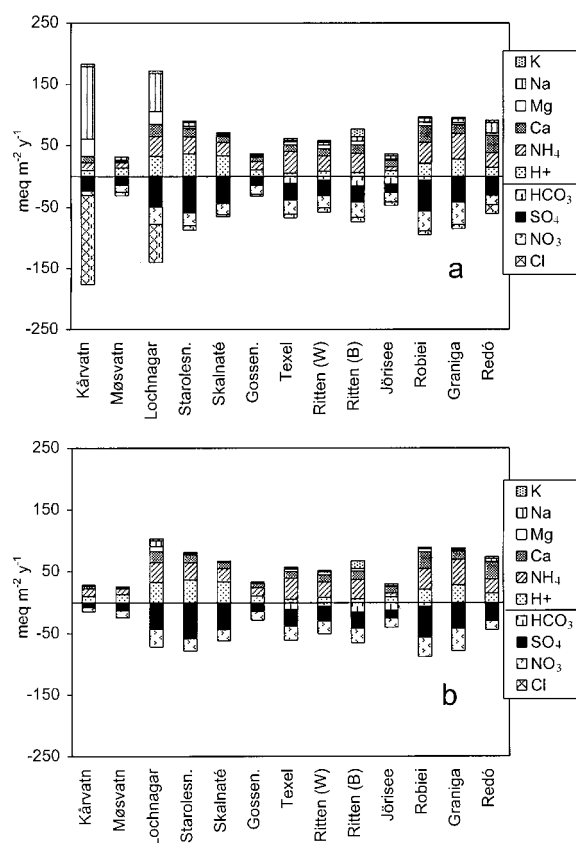 250
150
50
-50
-150
-250
meq m-2 y-1
a
K
Na
Mg
Ca
NH4
H+
HCO3
SO4
NO3
Cl
Kårvatn
Møsvatn
Lochnagar
Starolesn.
Skalnaté
Gossen.
Texel
Ritten (W)
Ritten (B)
Jörisee
Robiei
Graniga
Redó
250
150
50
-50
-150
-250
meq m-2 y-1
b
K
Na
Mg
Ca
NH4
H+
HCO3
SO4
NO3
Cl
Kårvatn
Møsvatn
Lochnagar
Starolesn.
Skalnaté
Gossen.
Texel
Ritten (W)
Ritten (B)
Jörisee
Robiei
Graniga
Redó